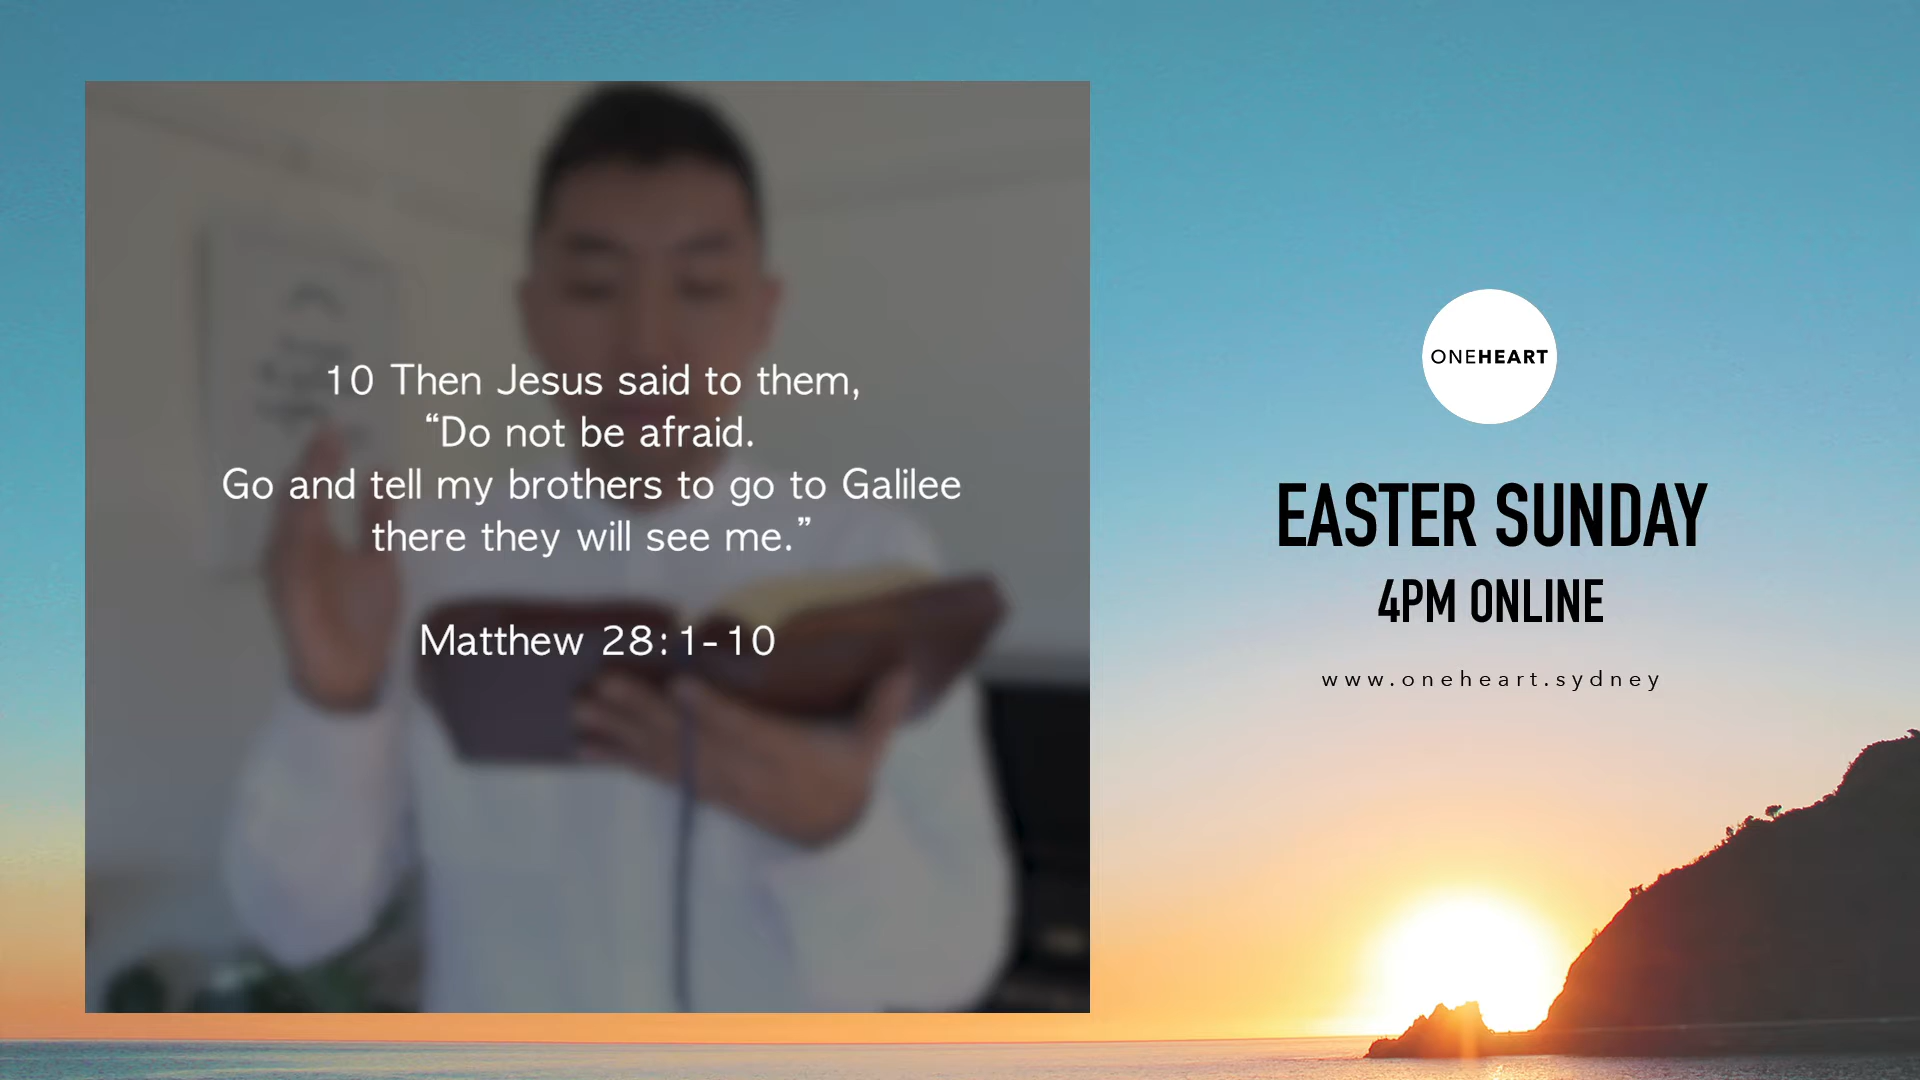 10 Then Jesus said to them,
“Do not be afraid.
Go and tell my brothers to go to Galilee
there they will see me.”
Matthew 28:1-10
ONEHEART
EASTER SUNDAY
4PM ONLINE
www.oneheart.sydney